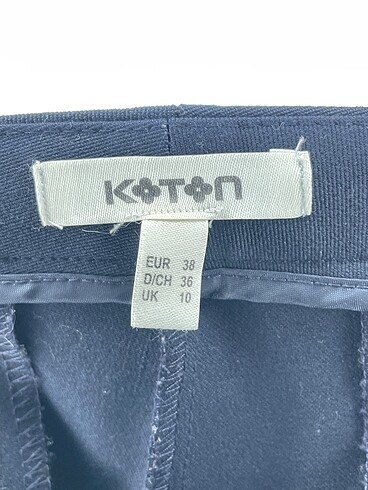 KOTON
EUR 38
D/CH 36
UK 10